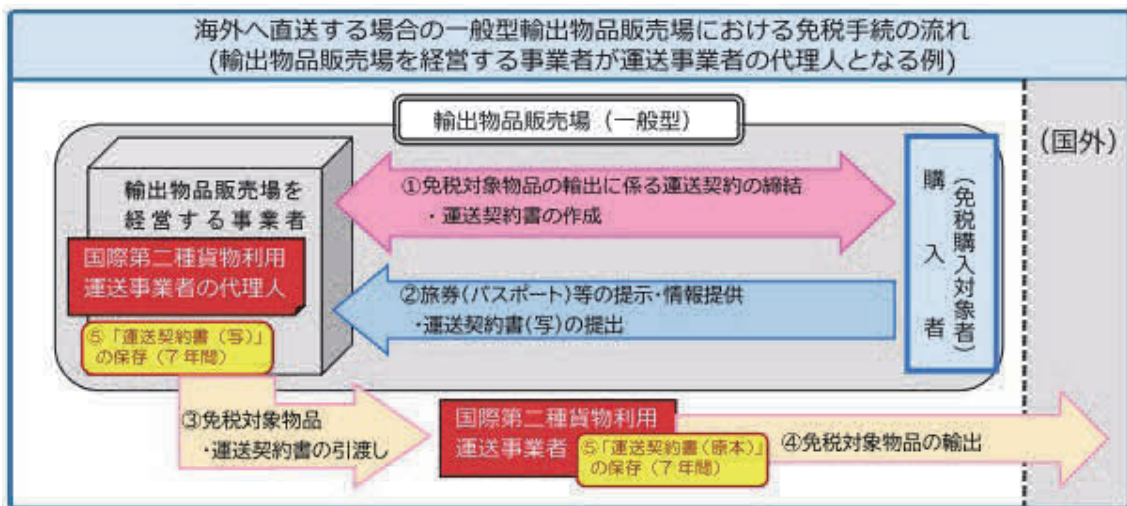 海外へ直送する場合の一般型輸出物品販売場における免税手続の流れ
(輸出物品販売場を経営する事業者が運送事業者の代理人となる例)
輸出物品販売場（一般型）
（国外）
輸出物品販売場を
経営する事業者
国際第二種貨物利用
運送事業者の代理人
⑤「運送契約書（写）」
の保存（７年間）
①免税対象物品の輸出に係る運送契約の締結
・運送契約書の作成
②旅券（パスポート）等の提示・情報提供
・運送契約書（写）の提出
購入者
（免税購入対象者）
③免税対象物品
・運送契約書の引渡し
国際第二種貨物利用
運送事業者
⑤「運送契約書（原本）」
の保存（７年間）
④免税対象物品の輸出